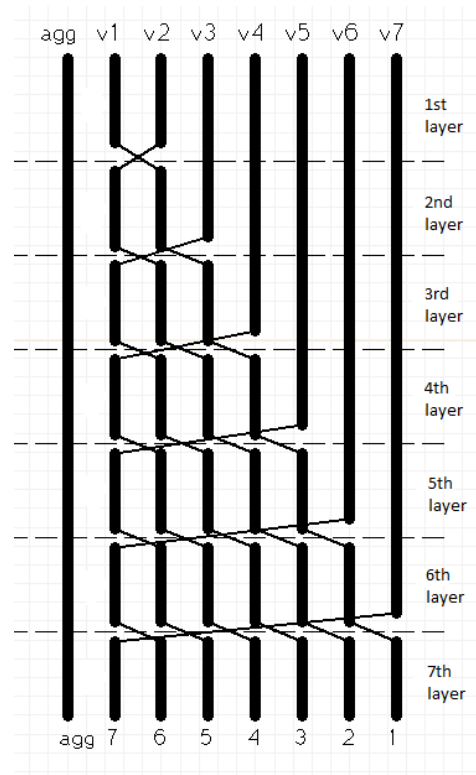 agg v1 v2 v3 v4 v5 v6 v7
1st
layer
2nd
layer
3rd
layer
4th
layer
5th
layer
6th
layer
7th
layer
agg 7 6 5 4 3 2 1